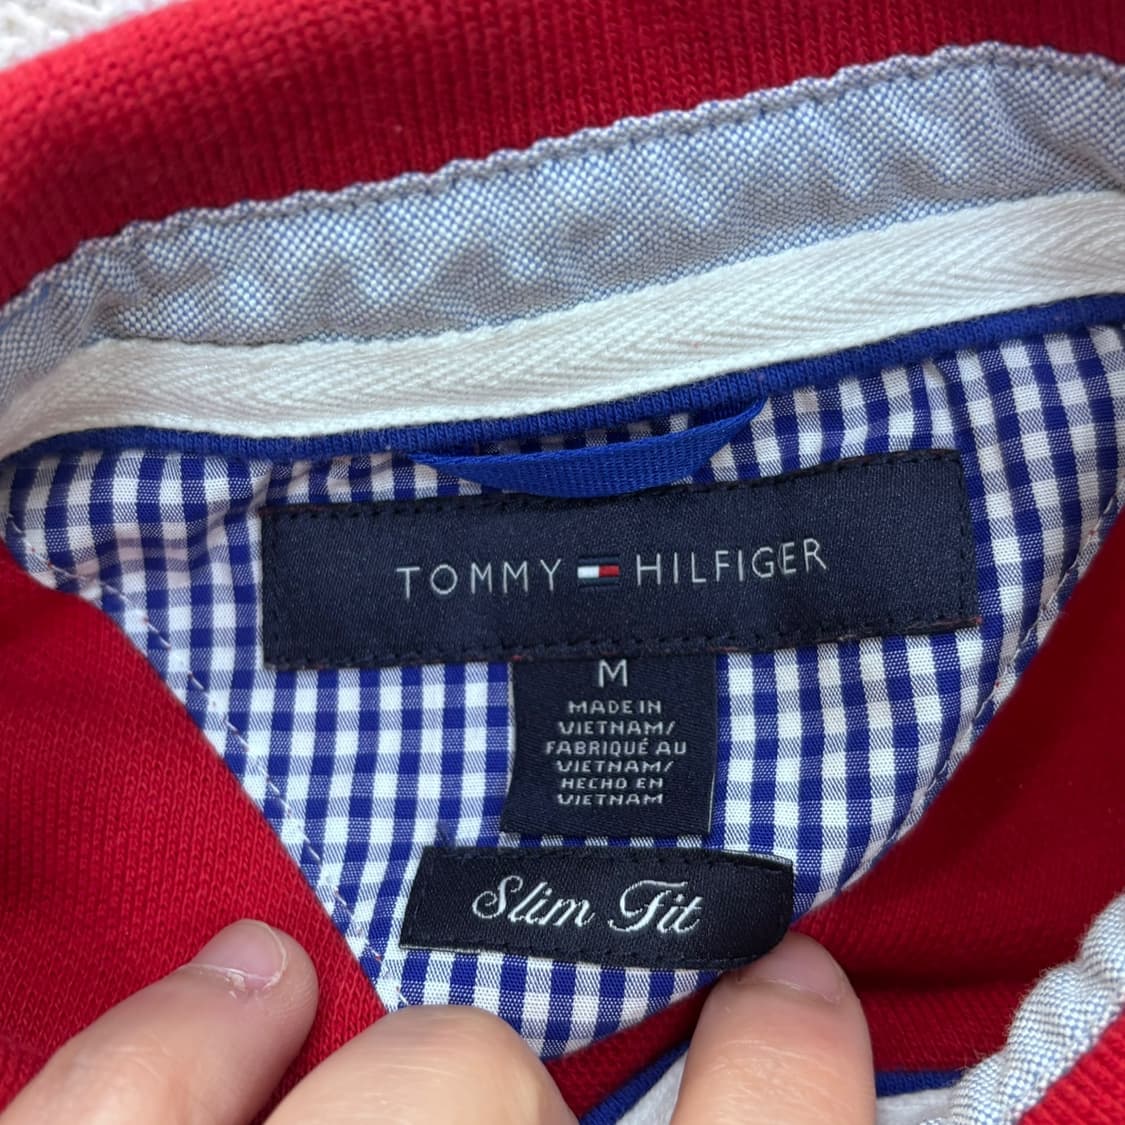 TOMMY HILFIGER
M
MADE IN
VIETNAM/
FABRIQUÉ AU
VIETNAM/
HECHO EN
VIETNAM
Slim Fit